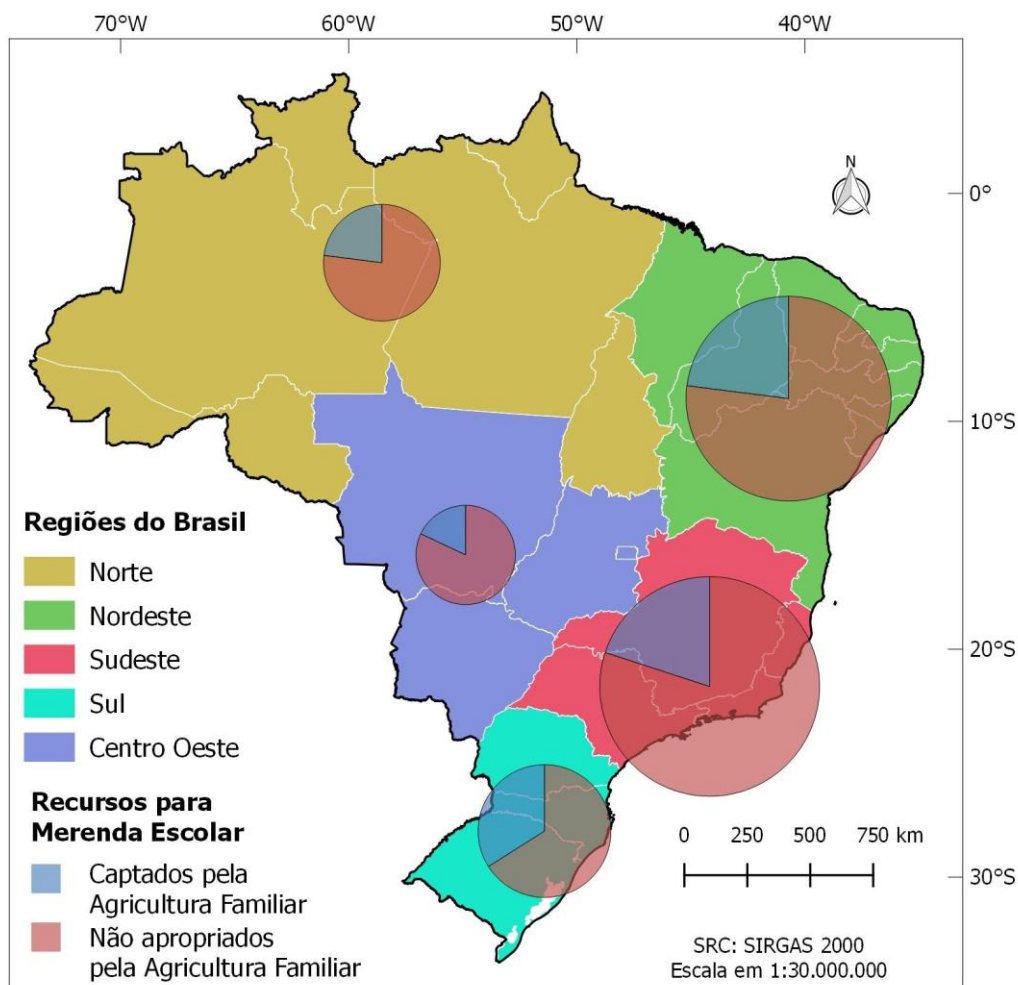 70°W 60°W 50°W 40°W
N
0°
10°S
20°S
30°S
Regiões do Brasil
Norte
Nordeste
Sudeste
Sul
Centro Oeste
Recursos para
Merenda Escolar
Captados pela
Agricultura Familiar
Não apropriados
pela Agricultura Familiar
0 250 500 750 km
SRC: SIRGAS 2000
Escala em 1:30.000.000